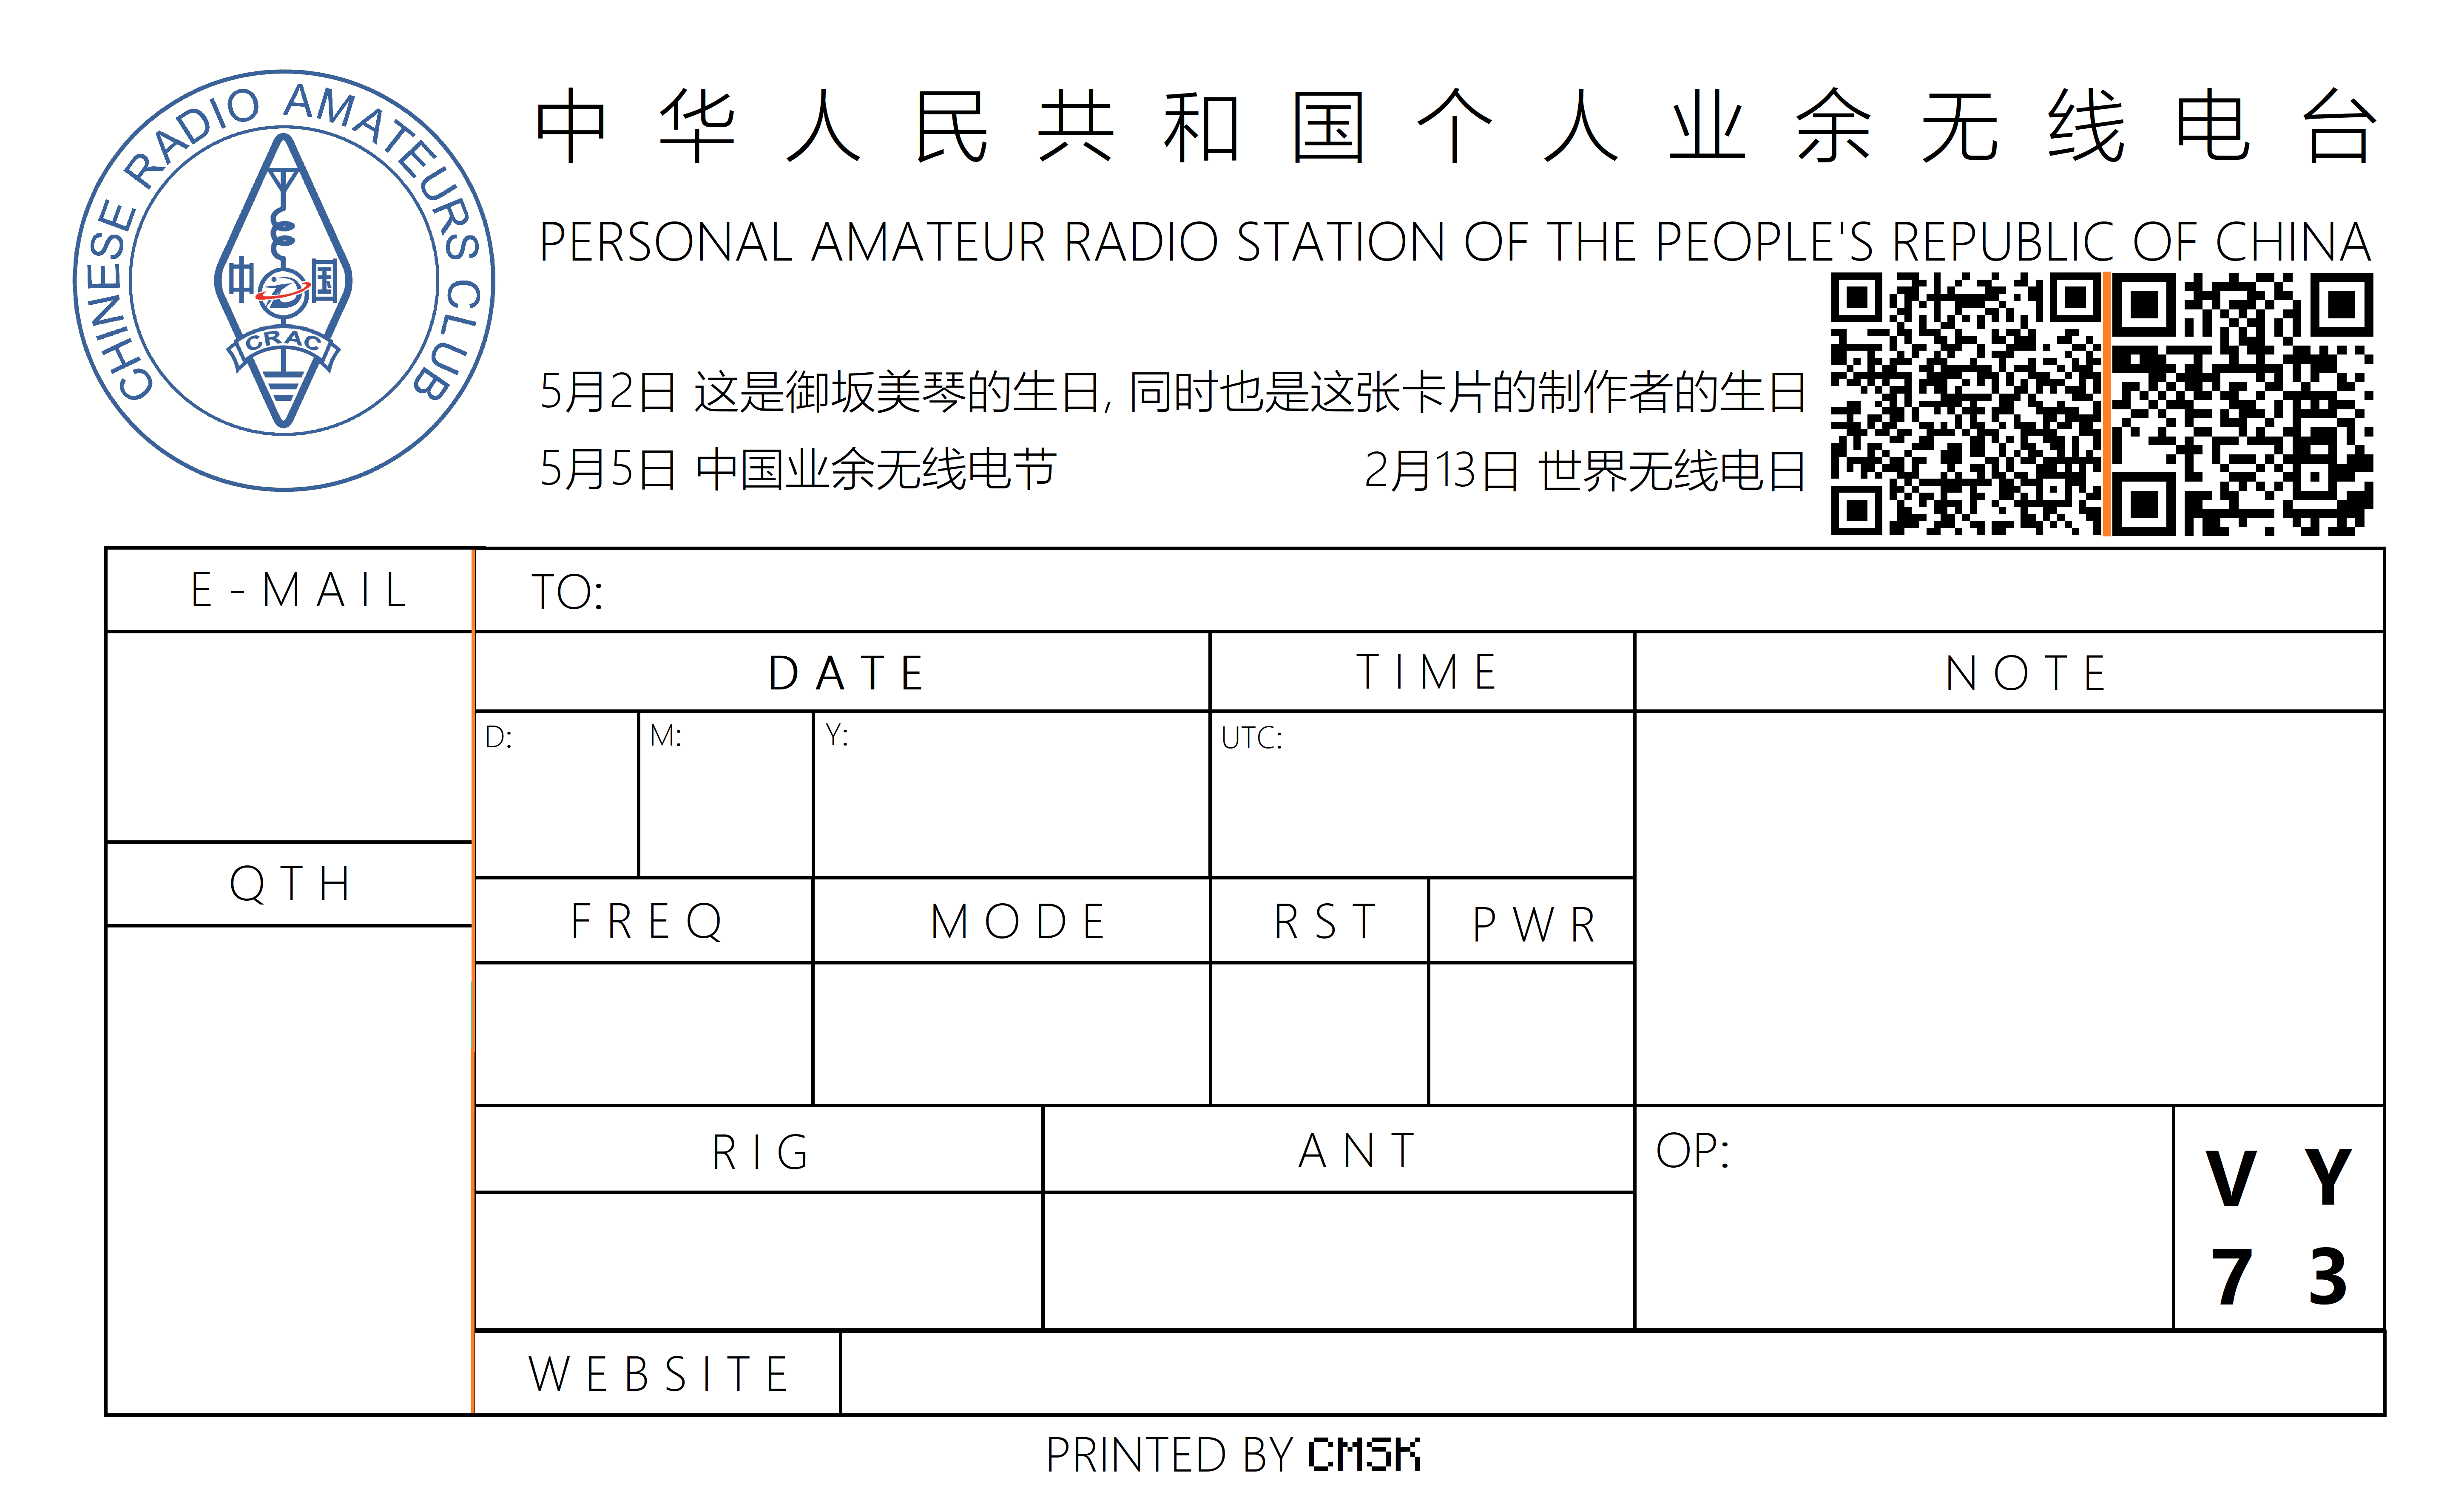 CHINESE RADIO AMATEURS CLUB
中国
CRAC
中华人民共和国个人业余无线电台
PERSONAL AMATEUR RADIO STATION OF THE PEOPLE'S REPUBLIC OF CHINA
5月2日 这是御坂美琴的生日, 同时也是这张卡片的制作者的生日
5月5日 中国业余无线电节 2月13日 世界无线电日
E-MAIL
TO:
DATE TIME NOTE
D: M: Y: UTC:
QTH
FREQ MODE RST PWR
RIG ANT OP:
VY
73
WEBSITE
PRINTED BY CMSK